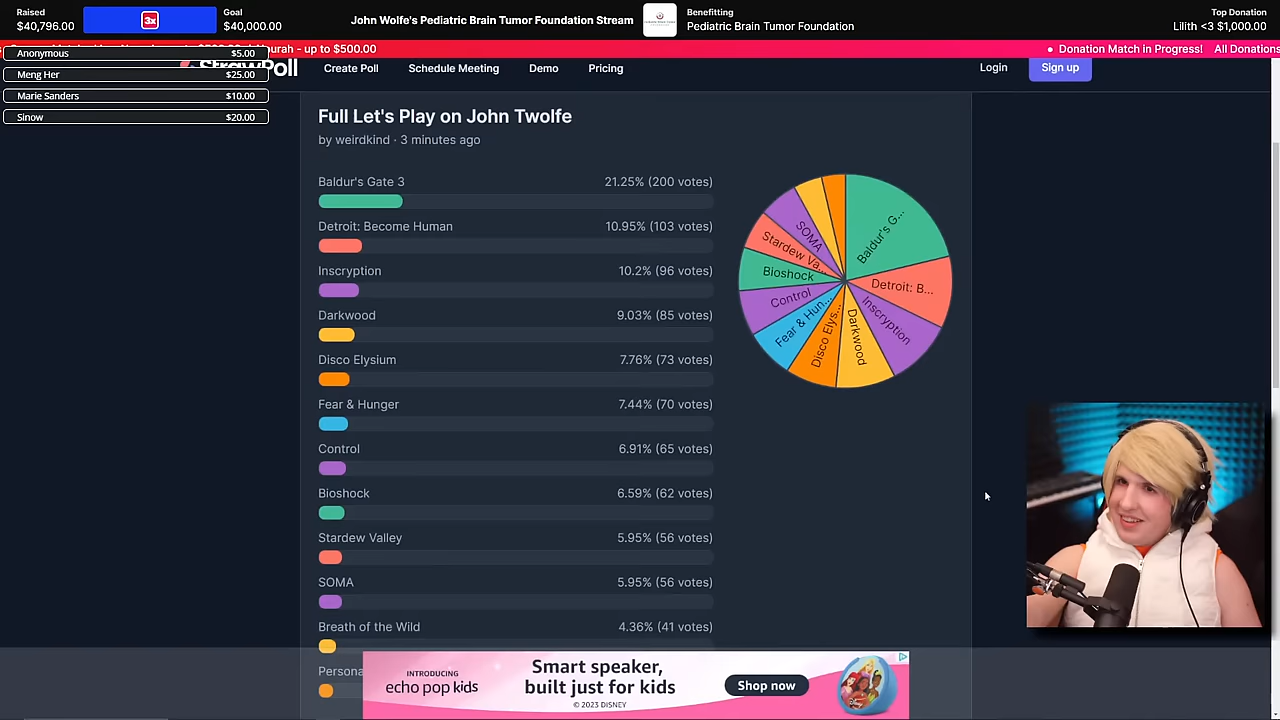 Raised
$40,796.00
3x
Goal
$40,000.00
John Wolfe's Pediatric Brain Tumor Foundation Stream
Benefitting
Pediatric Brain Tumor Foundation
Top Donation
Lilith <3 $1,000.00
urah - up to $500.00
• Donation Match in Progress! All Donations
Anonymous $5.00
Meng Her $25.00
Marie Sanders $10.00
Sinow $20.00
StrawPoll
Create Poll
Schedule Meeting
Demo
Pricing
Login
Sign up
Full Let's Play on John Twolfe
by weirdkind · 3 minutes ago
Baldur's Gate 3 21.25% (200 votes)
Detroit: Become Human 10.95% (103 votes)
Inscryption 10.2% (96 votes)
Darkwood 9.03% (85 votes)
Disco Elysium 7.76% (73 votes)
Fear & Hunger 7.44% (70 votes)
Control 6.91% (65 votes)
Bioshock 6.59% (62 votes)
Stardew Valley 5.95% (56 votes)
SOMA 5.95% (56 votes)
Breath of the Wild 4.36% (41 votes)
Persona
Baldur's G...
Detroit: B...
Inscryption
Darkwood
Disco Elys...
Fear & Hun...
Control
Bioshock
Stardew Va...
SOMA
INTRODUCING
echo pop kids
Smart speaker,
built just for kids
© 2023 DISNEY
Shop now